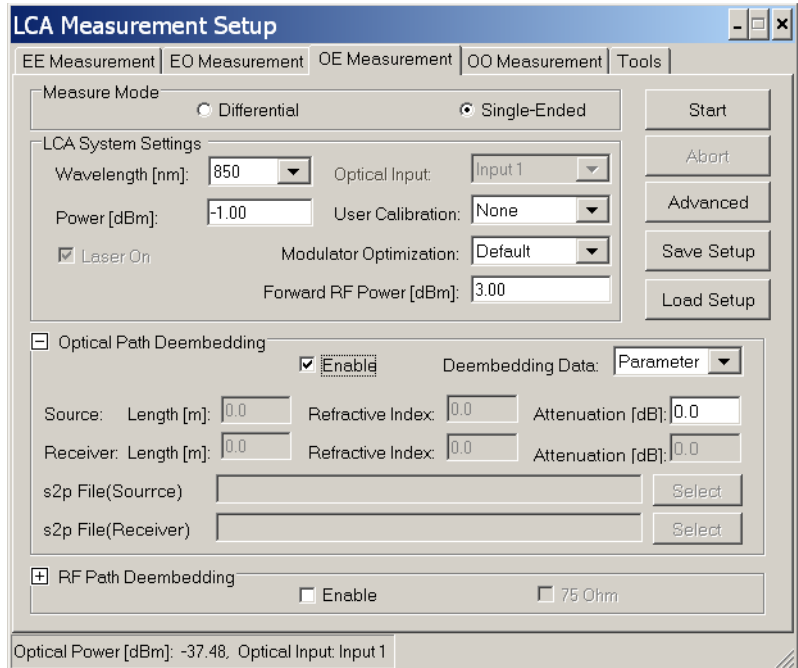 LCA Measurement Setup
EE Measurement EO Measurement OE Measurement OO Measurement Tools
Measure Mode
Differential Single-Ended Start
LCA System Settings
Wavelength [nm]: 850 Optical Input: Input 1 Abort
Power [dBm]: -1.00 User Calibration: None Advanced
Laser On Modulator Optimization: Default Save Setup
Forward RF Power [dBm]: 3.00 Load Setup
Optical Path Deembedding
Enable Deembedding Data: Parameter
Source: Length [m]: 0.0 Refractive Index: 0.0 Attenuation [dB]: 0.0
Receiver: Length [m]: 0.0 Refractive Index: 0.0 Attenuation [dB]: 0.0
s2p File(Sourrce) Select
s2p File(Receiver) Select
RF Path Deembedding
Enable 75 Ohm
Optical Power [dBm]: -37.48, Optical Input: Input 1